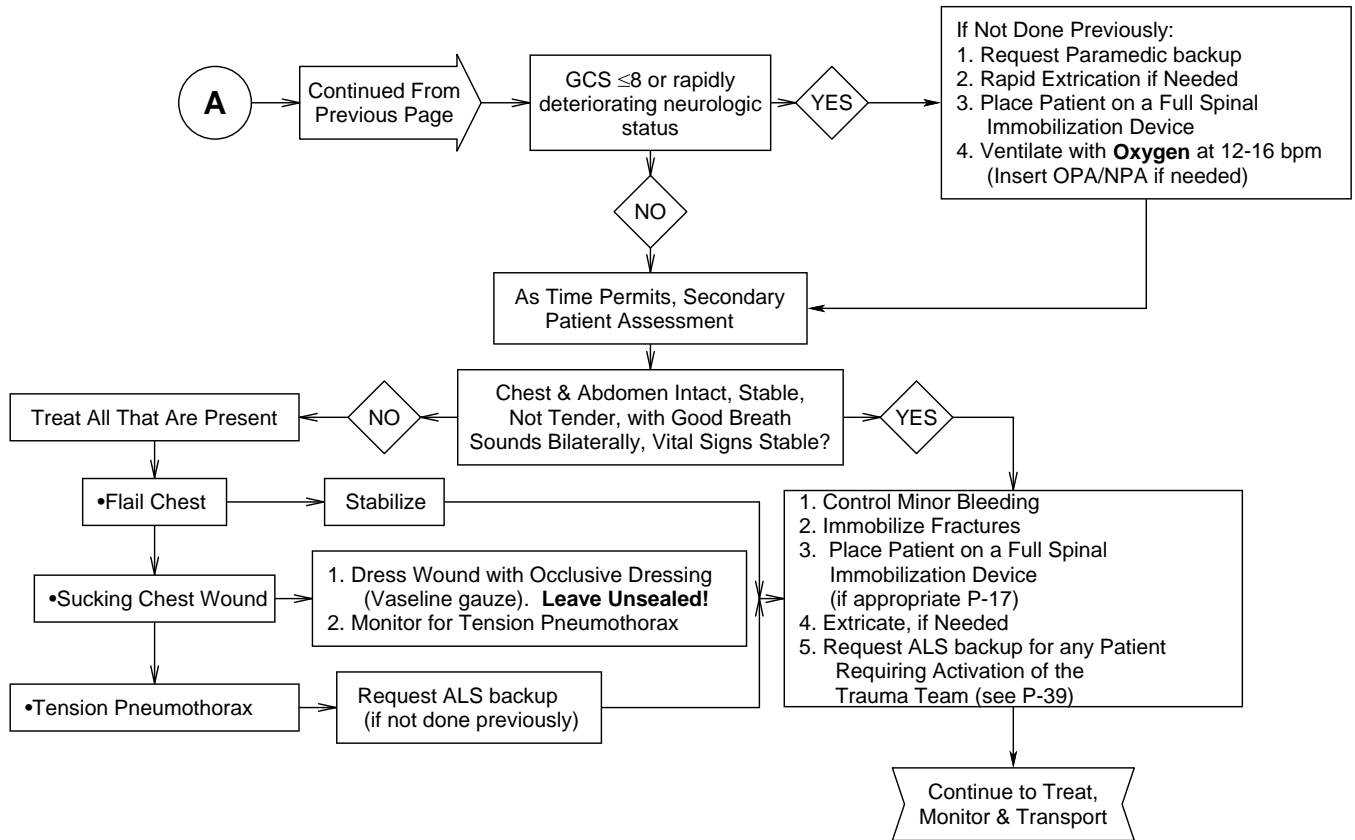 A
Continued From
Previous Page
GCS ≤8 or rapidly
deteriorating neurologic
status
YES
If Not Done Previously:
1. Request Paramedic backup
2. Rapid Extrication if Needed
3. Place Patient on a Full Spinal
Immobilization Device
4. Ventilate with Oxygen at 12-16 bpm
(Insert OPA/NPA if needed)
NO
As Time Permits, Secondary
Patient Assessment
Chest & Abdomen Intact, Stable,
Not Tender, with Good Breath
Sounds Bilaterally, Vital Signs Stable?
NO
YES
Treat All That Are Present
•Flail Chest
Stabilize
•Sucking Chest Wound
1. Dress Wound with Occlusive Dressing
(Vaseline gauze). Leave Unsealed!
2. Monitor for Tension Pneumothorax
•Tension Pneumothorax
Request ALS backup
(if not done previously)
1. Control Minor Bleeding
2. Immobilize Fractures
3. Place Patient on a Full Spinal
Immobilization Device
(if appropriate P-17)
4. Extricate, if Needed
5. Request ALS backup for any Patient
Requiring Activation of the
Trauma Team (see P-39)
Continue to Treat,
Monitor & Transport